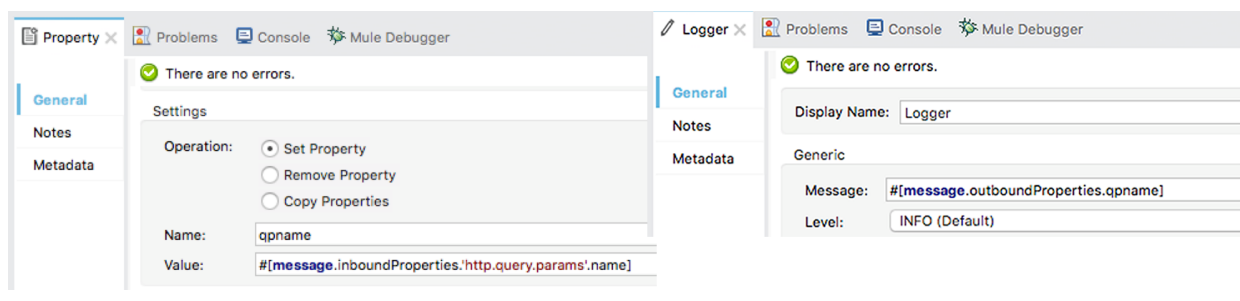 Property Problems Console Mule Debugger
There are no errors.
General
Notes
Metadata
Settings
Operation:
Set Property
Remove Property
Copy Properties
Name: qpname
Value: #[message.inboundProperties.'http.query.params'.name]
Logger Problems Console Mule Debugger
There are no errors.
General
Notes
Metadata
Display Name: Logger
Generic
Message: #[message.outboundProperties.qpname]
Level: INFO (Default)